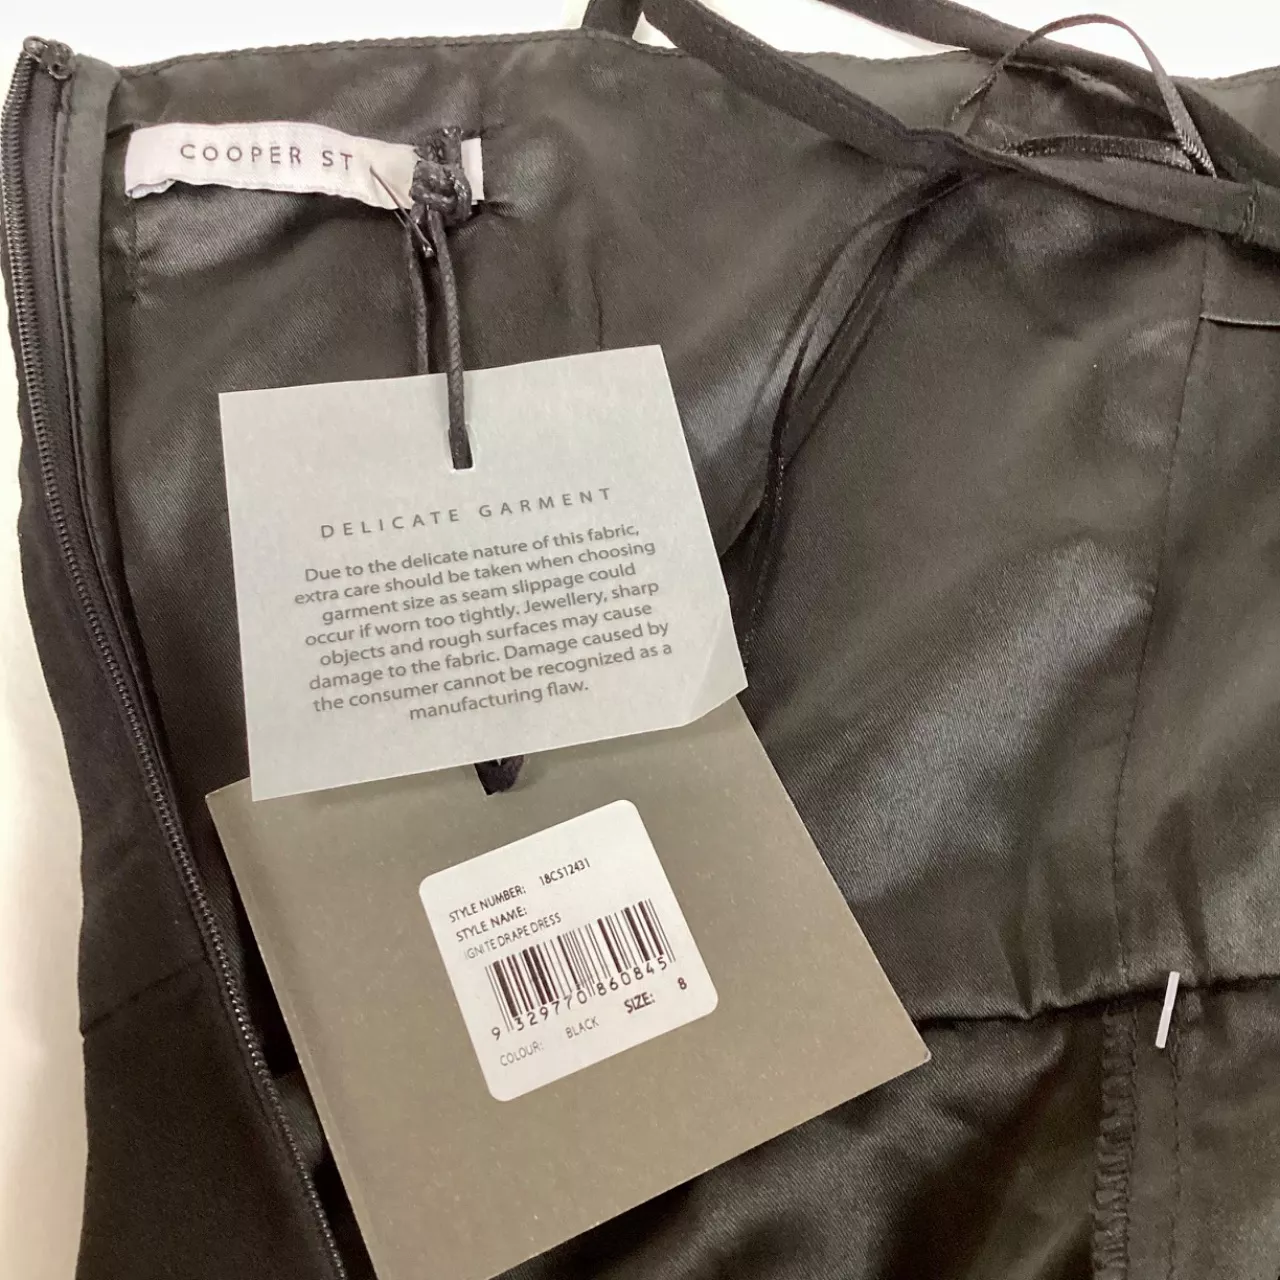 COOPER ST
DELICATE GARMENT
Due to the delicate nature of this fabric,
extra care should be taken when choosing
garment size as seam slippage could
occur if worn too tightly. Jewellery, sharp
objects and rough surfaces may cause
damage to the fabric. Damage caused by
the consumer cannot be recognized as a
manufacturing flaw.
STYLE NUMBER: 18CS12431
STYLE NAME:
IGNITE DRAPE DRESS
9 329770 860845
COLOUR: BLACK SIZE: 8